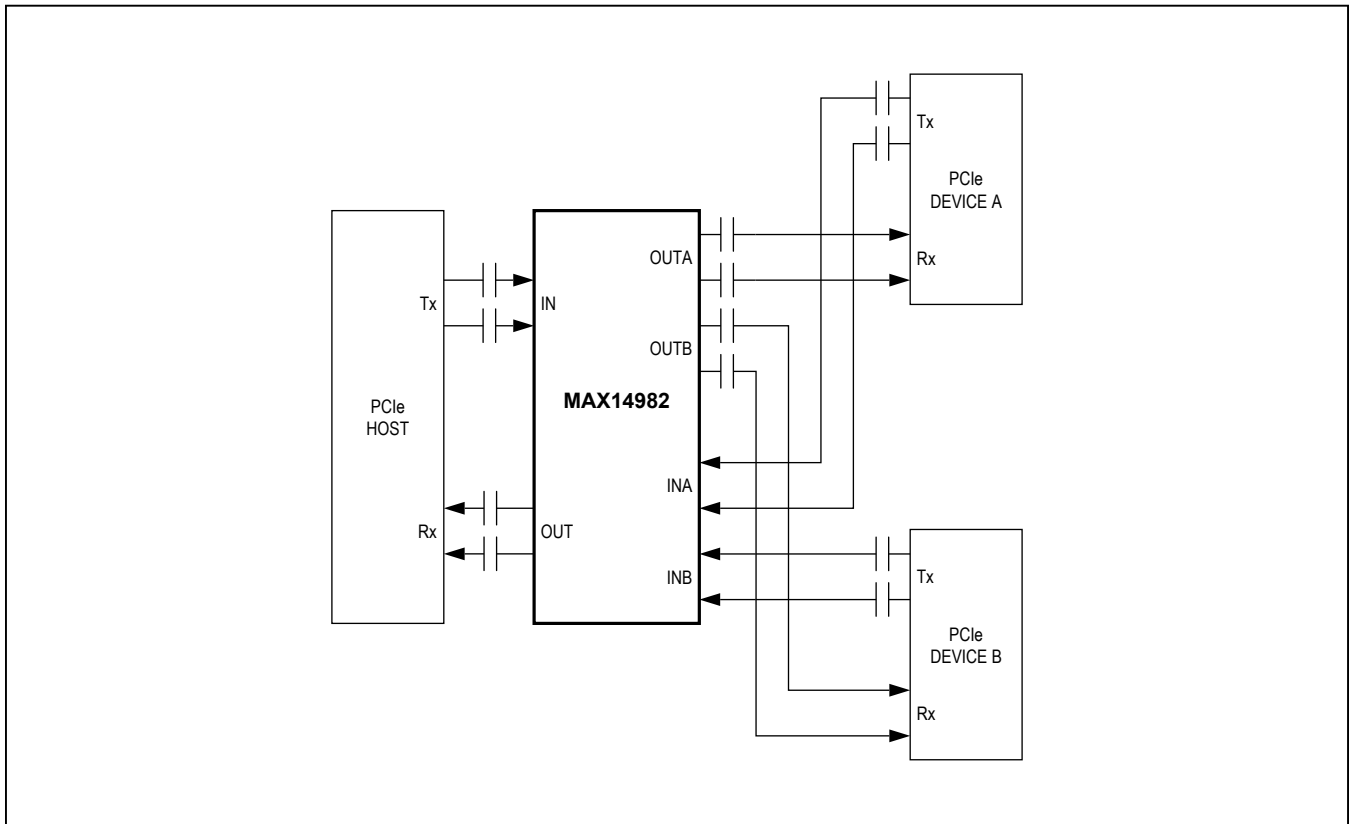 PCIe
HOST
Tx
Rx
MAX14982
IN
OUT
OUTA
OUTB
INA
INB
PCIe
DEVICE A
Tx
Rx
PCIe
DEVICE B
Tx
Rx